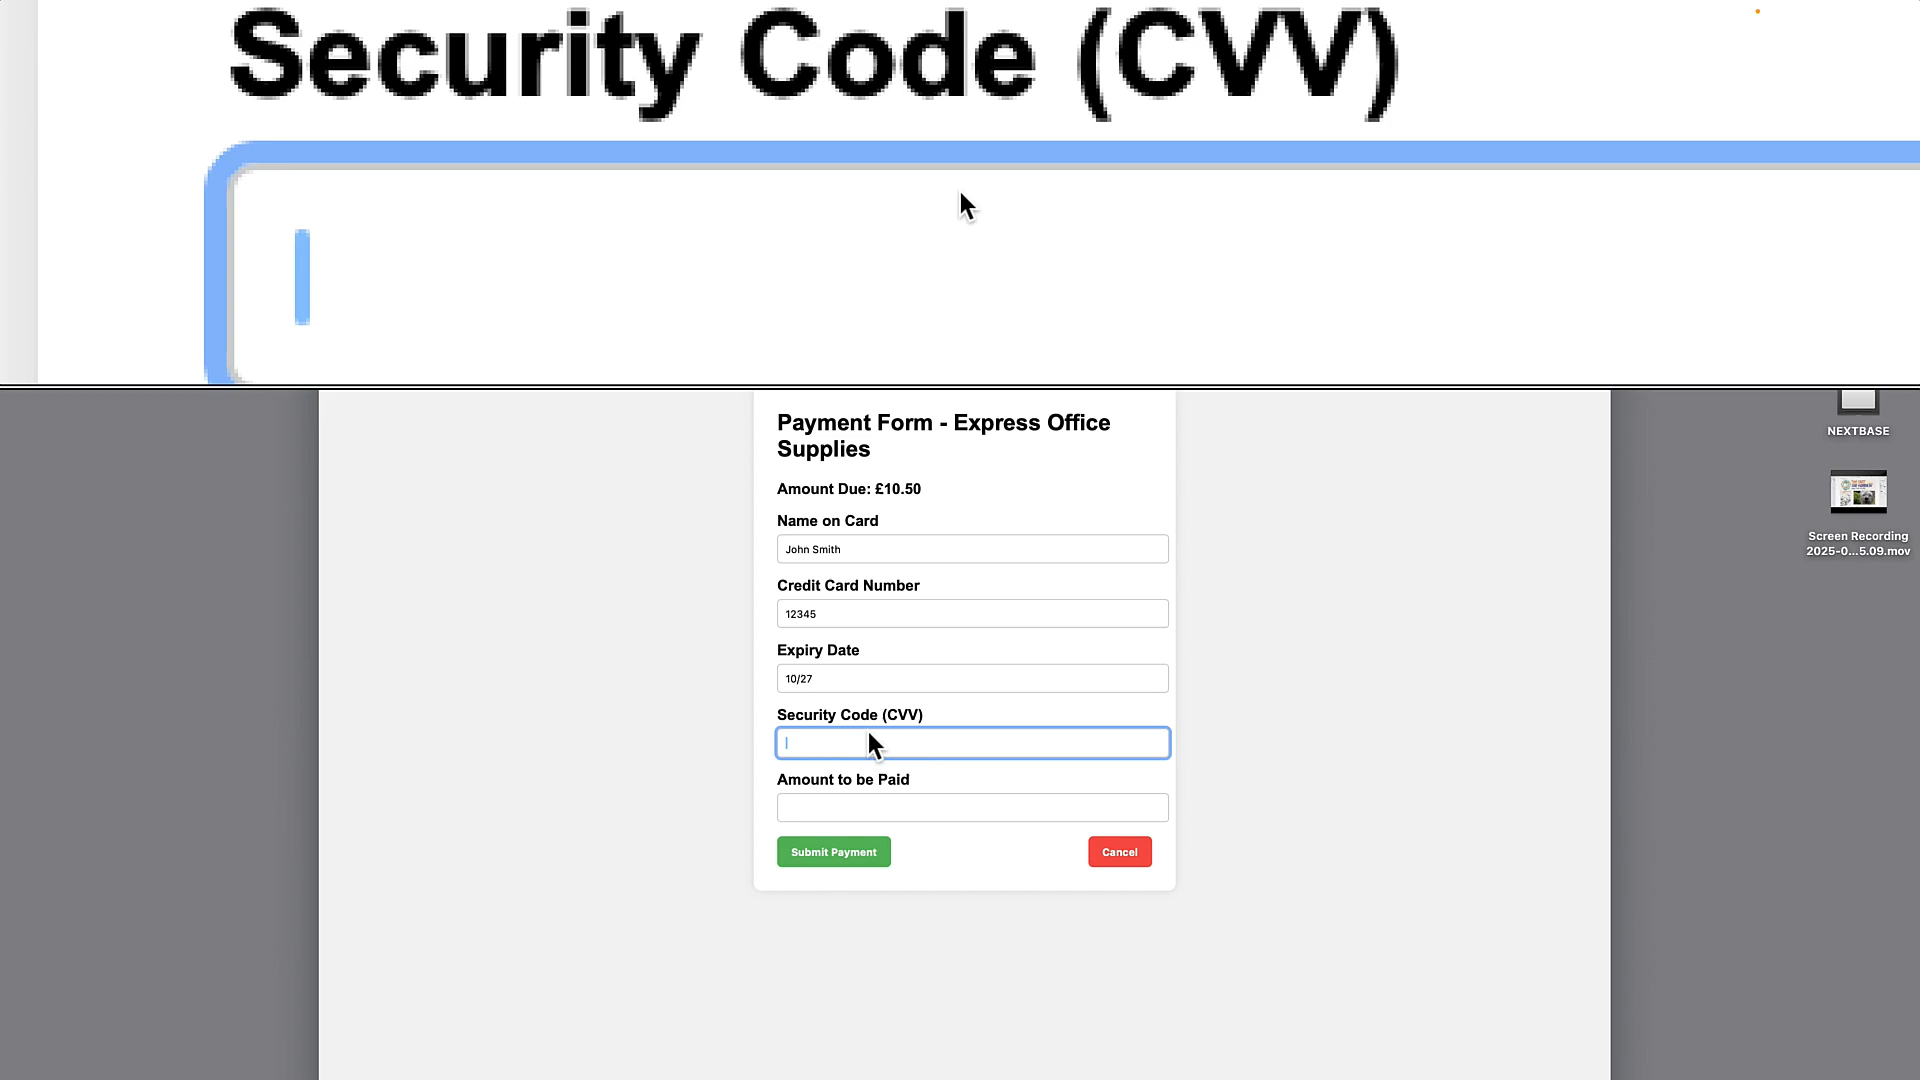 Security Code (CVV)
Payment Form - Express Office
Supplies
Amount Due: £10.50
Name on Card
John Smith
Credit Card Number
12345
Expiry Date
10/27
Security Code (CVV)
Amount to be Paid
Submit Payment
Cancel
NEXTBASE
Screen Recording
2025-0...5.09.mov